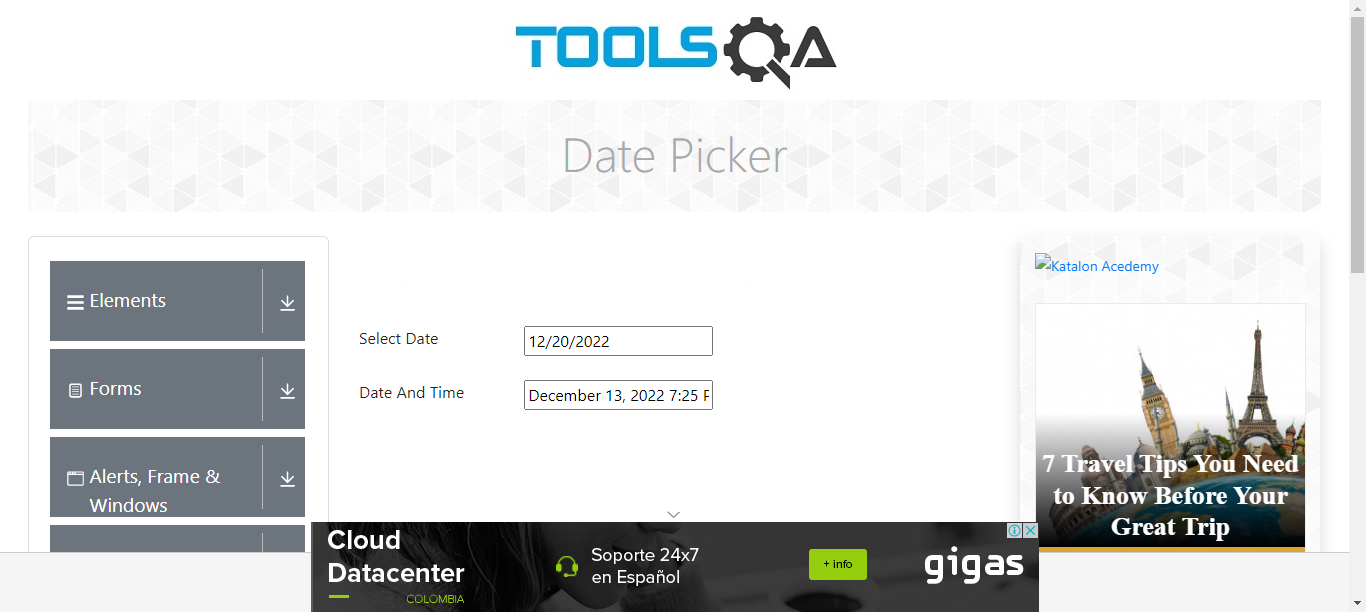 TOOLSQA
Date Picker
Elements
Forms
Alerts, Frame &
Windows
Select Date
12/20/2022
Date And Time
December 13, 2022 7:25 P
Katalon Acedemy
7 Travel Tips You Need
to Know Before Your
Great Trip
Cloud
Datacenter
COLOMBIA
Soporte 24x7
en Español
+ info
gigas